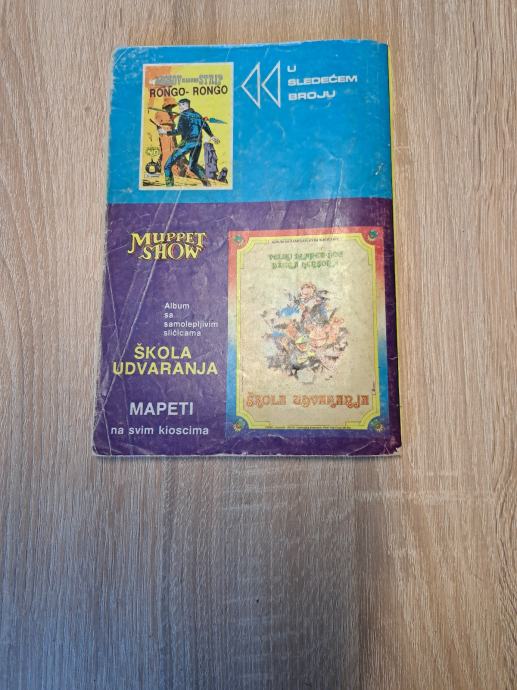 STRIP
RONGO- RONGO
U
SLEDEĆEM
BROJU
MUPPET
SHOW
Album
sa
samolepljivim
sličicama
ŠKOLA
UDVARANJA
MAPETI
na svim kioscima
ŠKOLA UDVARANJA